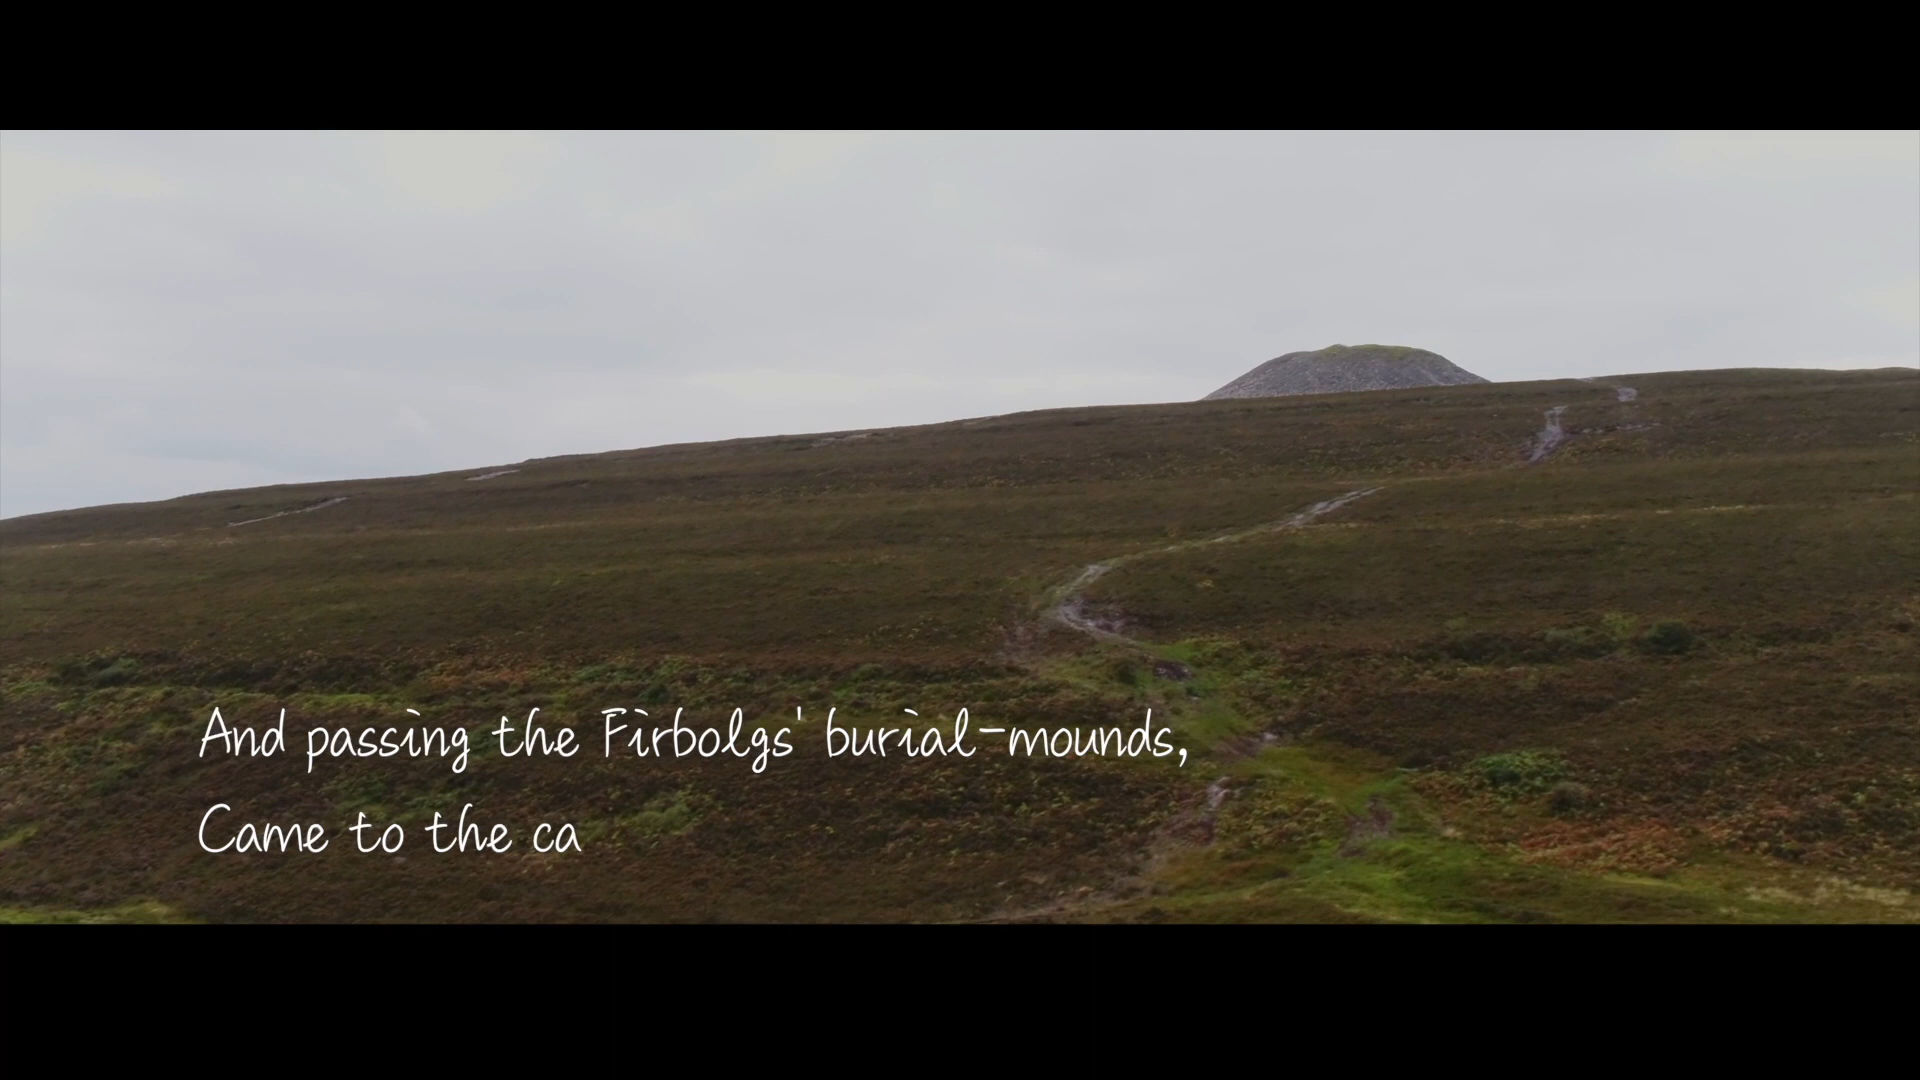 And passing the Firbolgs' burial-mounds,
Came to the ca